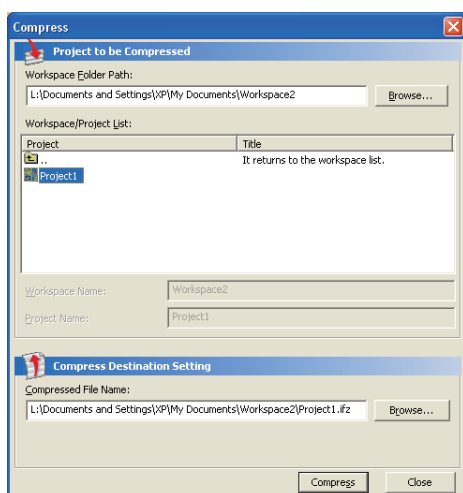 Compress
Project to be Compressed
Workspace Folder Path:
L:\Documents and Settings\XP\My Documents\Workspace2 Browse...
Workspace/Project List:
Project Title
.. It returns to the workspace list.
Project1
Workspace Name: Workspace2
Project Name: Project1
Compress Destination Setting
Compressed File Name:
L:\Documents and Settings\XP\My Documents\Workspace2\Project1.ifz Browse...
Compress Close